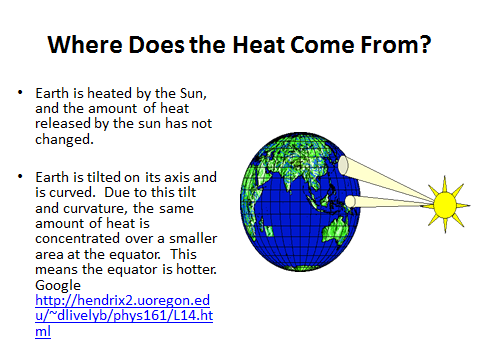 Where Does the Heat Come From?
• Earth is heated by the Sun,
and the amount of heat
released by the sun has not
changed.
• Earth is tilted on its axis and
is curved.  Due to this tilt
and curvature, the same
amount of heat is
concentrated over a smaller
area at the equator.  This
means the equator is hotter.
Google
http://hendrix2.uoregon.ed
u/~dlivelyb/phys161/L14.ht
ml